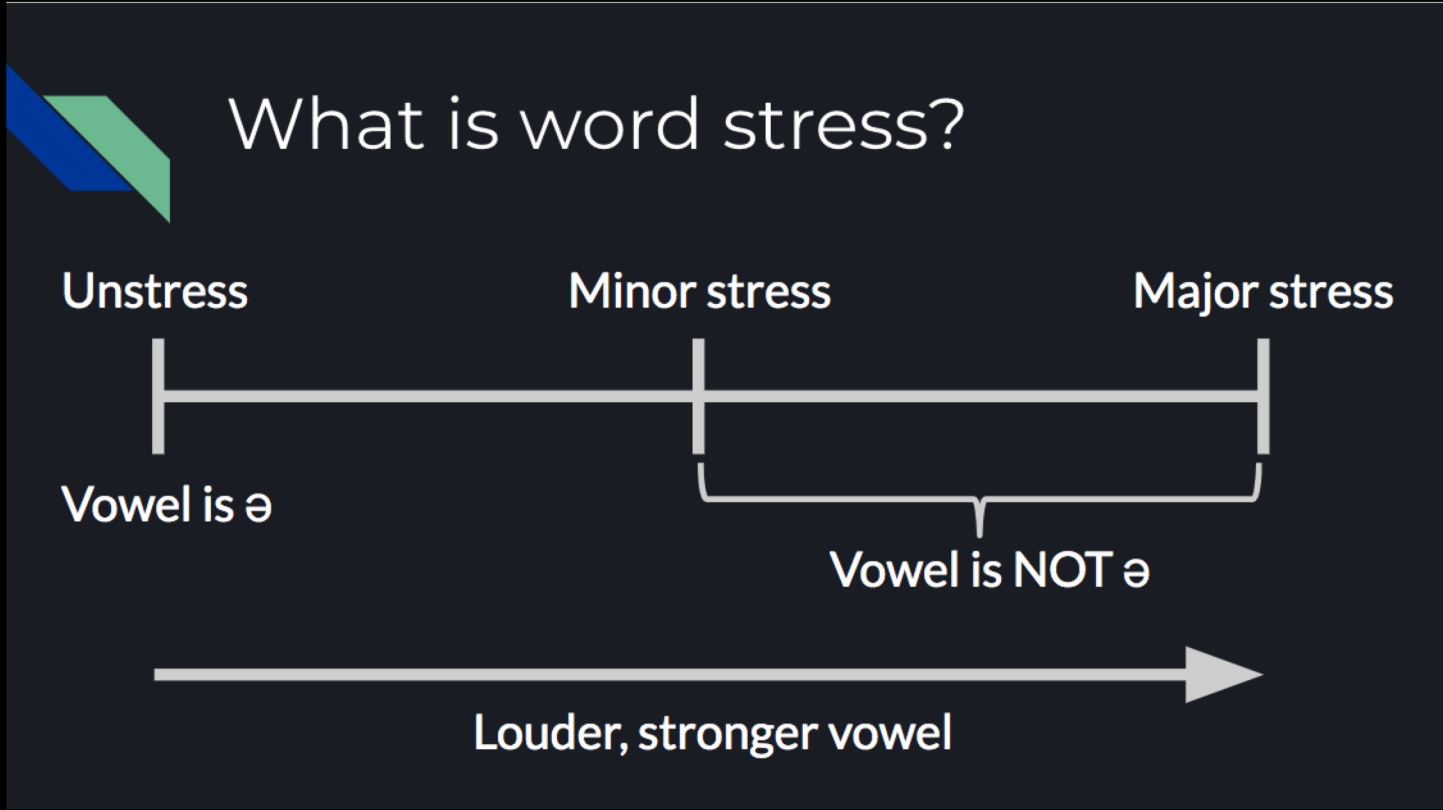 What is word stress?
Unstress
Minor stress
Major stress
Vowel is ə
Vowel is NOT ə
Louder, stronger vowel